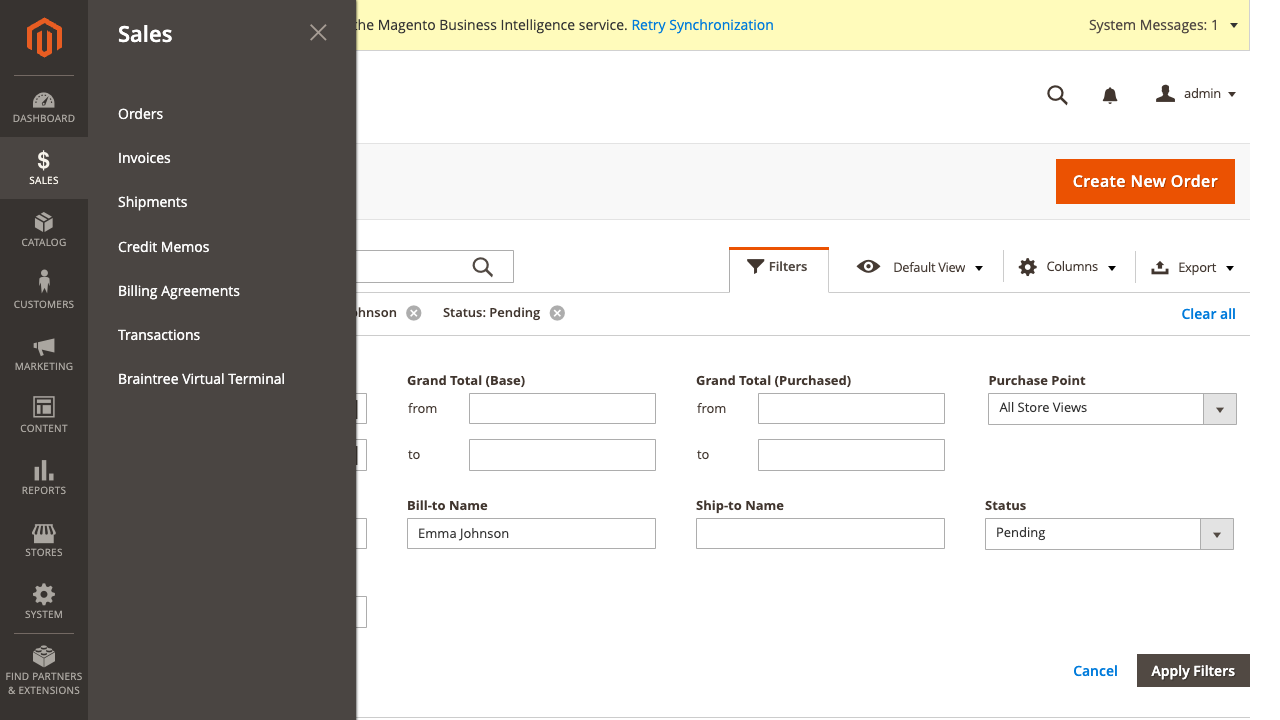 DASHBOARD
SALES
CATALOG
CUSTOMERS
MARKETING
CONTENT
REPORTS
STORES
SYSTEM
FIND PARTNERS
& EXTENSIONS
Sales
Orders
Invoices
Shipments
Credit Memos
Billing Agreements
Transactions
Braintree Virtual Terminal
the Magento Business Intelligence service. Retry Synchronization
System Messages: 1
admin
Create New Order
Filters
Default View
Columns
Export
Status: Pending
Clear all
Grand Total (Base)
from
to
Grand Total (Purchased)
from
to
Purchase Point
All Store Views
Bill-to Name
Emma Johnson
Ship-to Name
Status
Pending
Cancel
Apply Filters